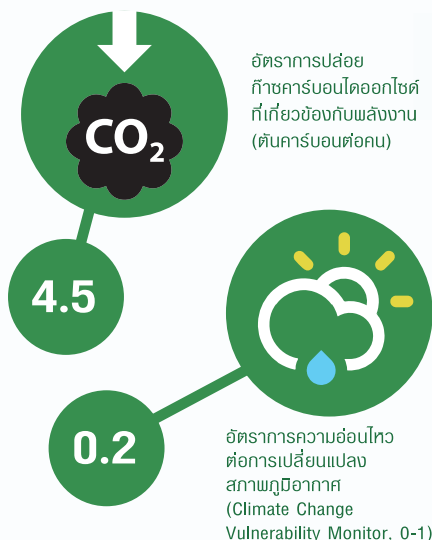 อัตราการปล่อย
ก๊าซคาร์บอนไดออกไซด์
ที่เกี่ยวข้องกับพลังงาน
(ตันคาร์บอนต่อคน)
CO₂
4.5
0.2
อัตราการความอ่อนไหว
ต่อการเปลี่ยนแปลง
สภาพภูมิอากาศ
(Climate Change
Vulnerability Monitor, 0-1)